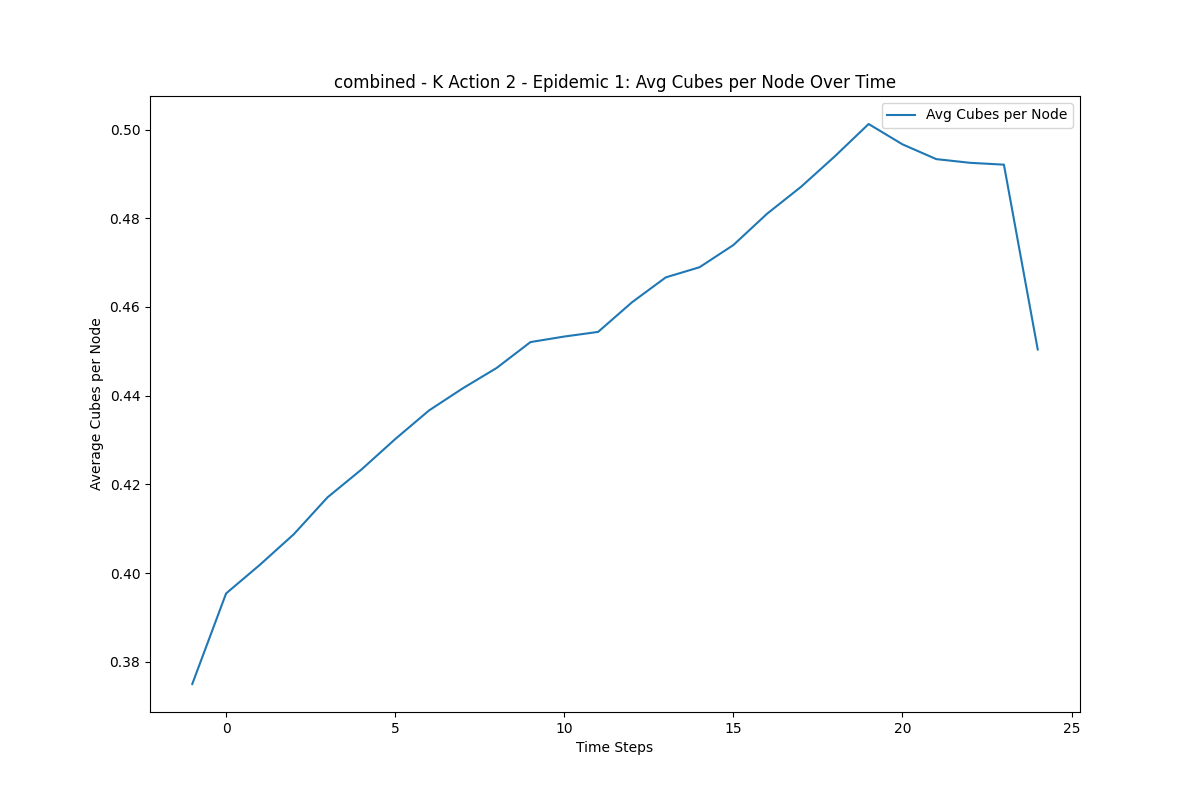 combined - K Action 2 - Epidemic 1: Avg Cubes per Node Over Time
Avg Cubes per Node
Average Cubes per Node
0.50
0.48
0.46
0.44
0.42
0.40
0.38
0 5 10 15 20 25
Time Steps